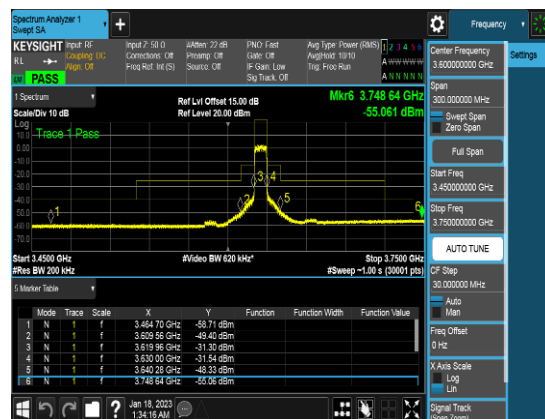 Spectrum Analyzer 1
Swept SA
Frequency
KEYSIGHT Input: RF Input Z: 50 Ω #Atten: 22 dB PNO: Fast Avg Type: Power (RMS) 1 2 3 4 5 6
RL Coupling: DC Corrections: Off Preamp: Off Gate: Off Avg|Hold: 10/10
Align: Off Freq Ref: Int (S) Source: Off IF Gain: Low Trig: Free Run
PASS Sig Track: Off A N N N N N
1 Spectrum
Scale/Div 10 dB
Ref Lvl Offset 15.00 dB
Ref Level 20.00 dBm
Mkr6 3.748 64 GHz
-55.061 dBm
Log
Trace 1 Pass
10.0
0.00
-10.0
-20.0
-30.0
-40.0
-50.0
-60.0
-70.0
1
2
3
4
5
6
Start 3.4500 GHz #Video BW 620 kHz* Stop 3.7500 GHz
#Res BW 200 kHz #Sweep ~1.00 s (30001 pts)
5 Marker Table
Mode Trace Scale X Y Function Function Width Function Value
1 N 1 f 3.464 70 GHz -58.71 dBm
2 N 1 f 3.609 56 GHz -49.40 dBm
3 N 1 f 3.619 96 GHz -31.30 dBm
4 N 1 f 3.630 00 GHz -31.54 dBm
5 N 1 f 3.640 28 GHz -48.33 dBm
6 N 1 f 3.748 64 GHz -55.06 dBm
Jan 18, 2023
1:34:16 AM
Center Frequency
3.600000000 GHz
Settings
Span
300.000000 MHz
Swept Span
Zero Span
Full Span
Start Freq
3.450000000 GHz
Stop Freq
3.750000000 GHz
AUTO TUNE
CF Step
30.000000 MHz
Auto
Man
Freq Offset
0 Hz
X Axis Scale
Log
Lin
Signal Track
(Span Zoom)